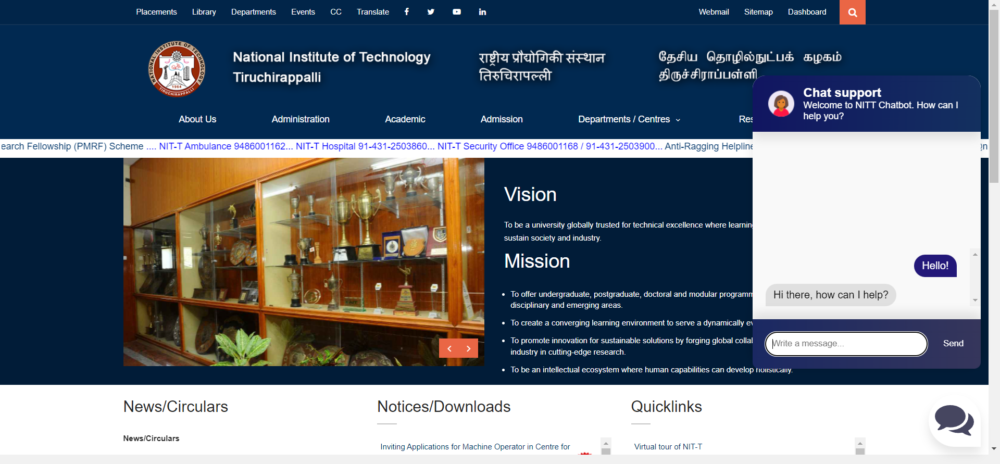 Placements Library Departments Events CC Translate
Webmail Sitemap Dashboard
NATIONAL INSTITUTE OF TECHNOLOGY
1964
TIRUCHIRAPPALLI
National Institute of Technology
Tiruchirappalli
राष्ट्रीय प्रौद्योगिकी संस्थान
तिरुचिरापल्ली
தேசிய தொழில்நுட்பக் கழகம்
திருச்சிராப்பள்ளி
About Us Administration Academic Admission Departments / Centres
Res
earch Fellowship (PMRF) Scheme .... NIT-T Ambulance 9486001162... NIT-T Hospital 91-431-2503860... NIT-T Security Office 9486001168 / 91-431-2503900... Anti-Ragging Helpline
Vision
To be a university globally trusted for technical excellence where learning
sustain society and industry.
Mission
To offer undergraduate, postgraduate, doctoral and modular programm
disciplinary and emerging areas.
To create a converging learning environment to serve a dynamically ev
To promote innovation for sustainable solutions by forging global collab
industry in cutting-edge research.
To be an intellectual ecosystem where human capabilities can develop holistically.
Chat support
Welcome to NITT Chatbot. How can I
help you?
Hello!
Hi there, how can I help?
Write a message...
Send
News/Circulars
News/Circulars
Notices/Downloads
Inviting Applications for Machine Operator in Centre for
Quicklinks
Virtual tour of NIT-T